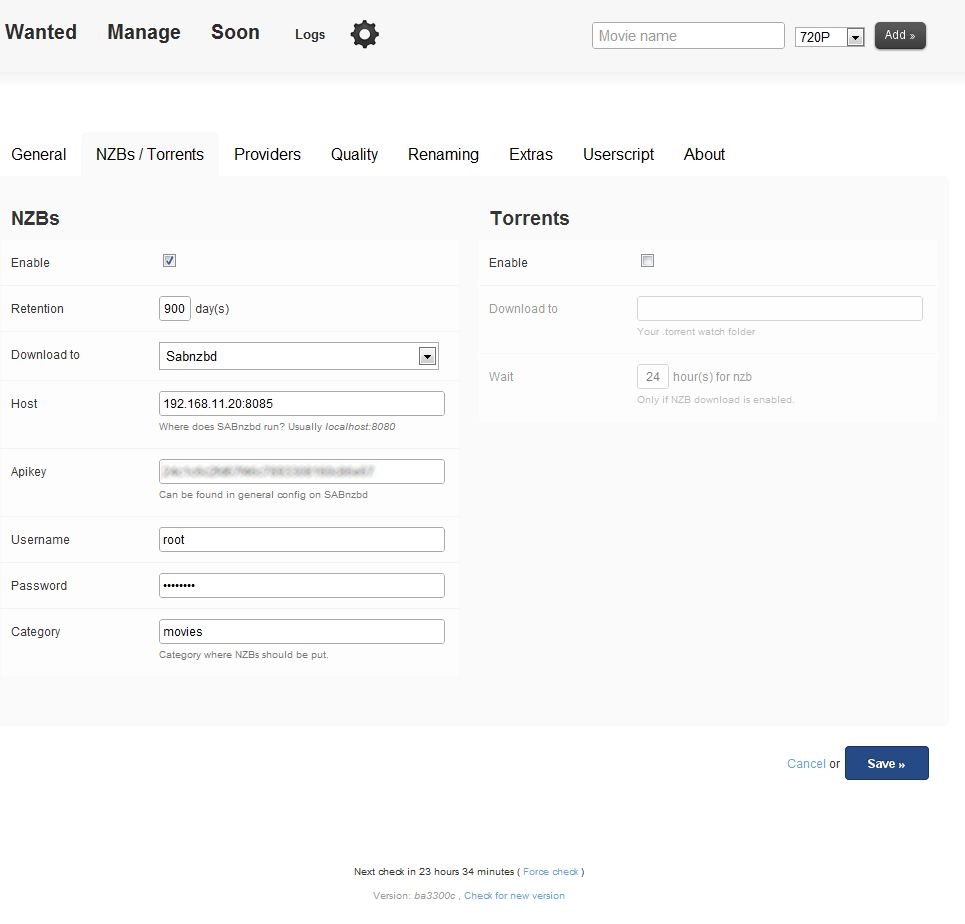 Wanted Manage Soon Logs Movie name 720P Add »
General NZBs / Torrents Providers Quality Renaming Extras Userscript About
NZBs
Enable
Retention 900 day(s)
Download to Sabnzbd
Host 192.168.11.20:8085
Where does SABnzbd run? Usually localhost:8080
Apikey
Can be found in general config on SABnzbd
Username root
Password ••••••••
Category movies
Category where NZBs should be put.
Torrents
Enable
Download to
Your .torrent watch folder
Wait 24 hour(s) for nzb
Only if NZB download is enabled.
Cancel or Save »
Next check in 23 hours 34 minutes ( Force check )
Version: ba3300c , Check for new version